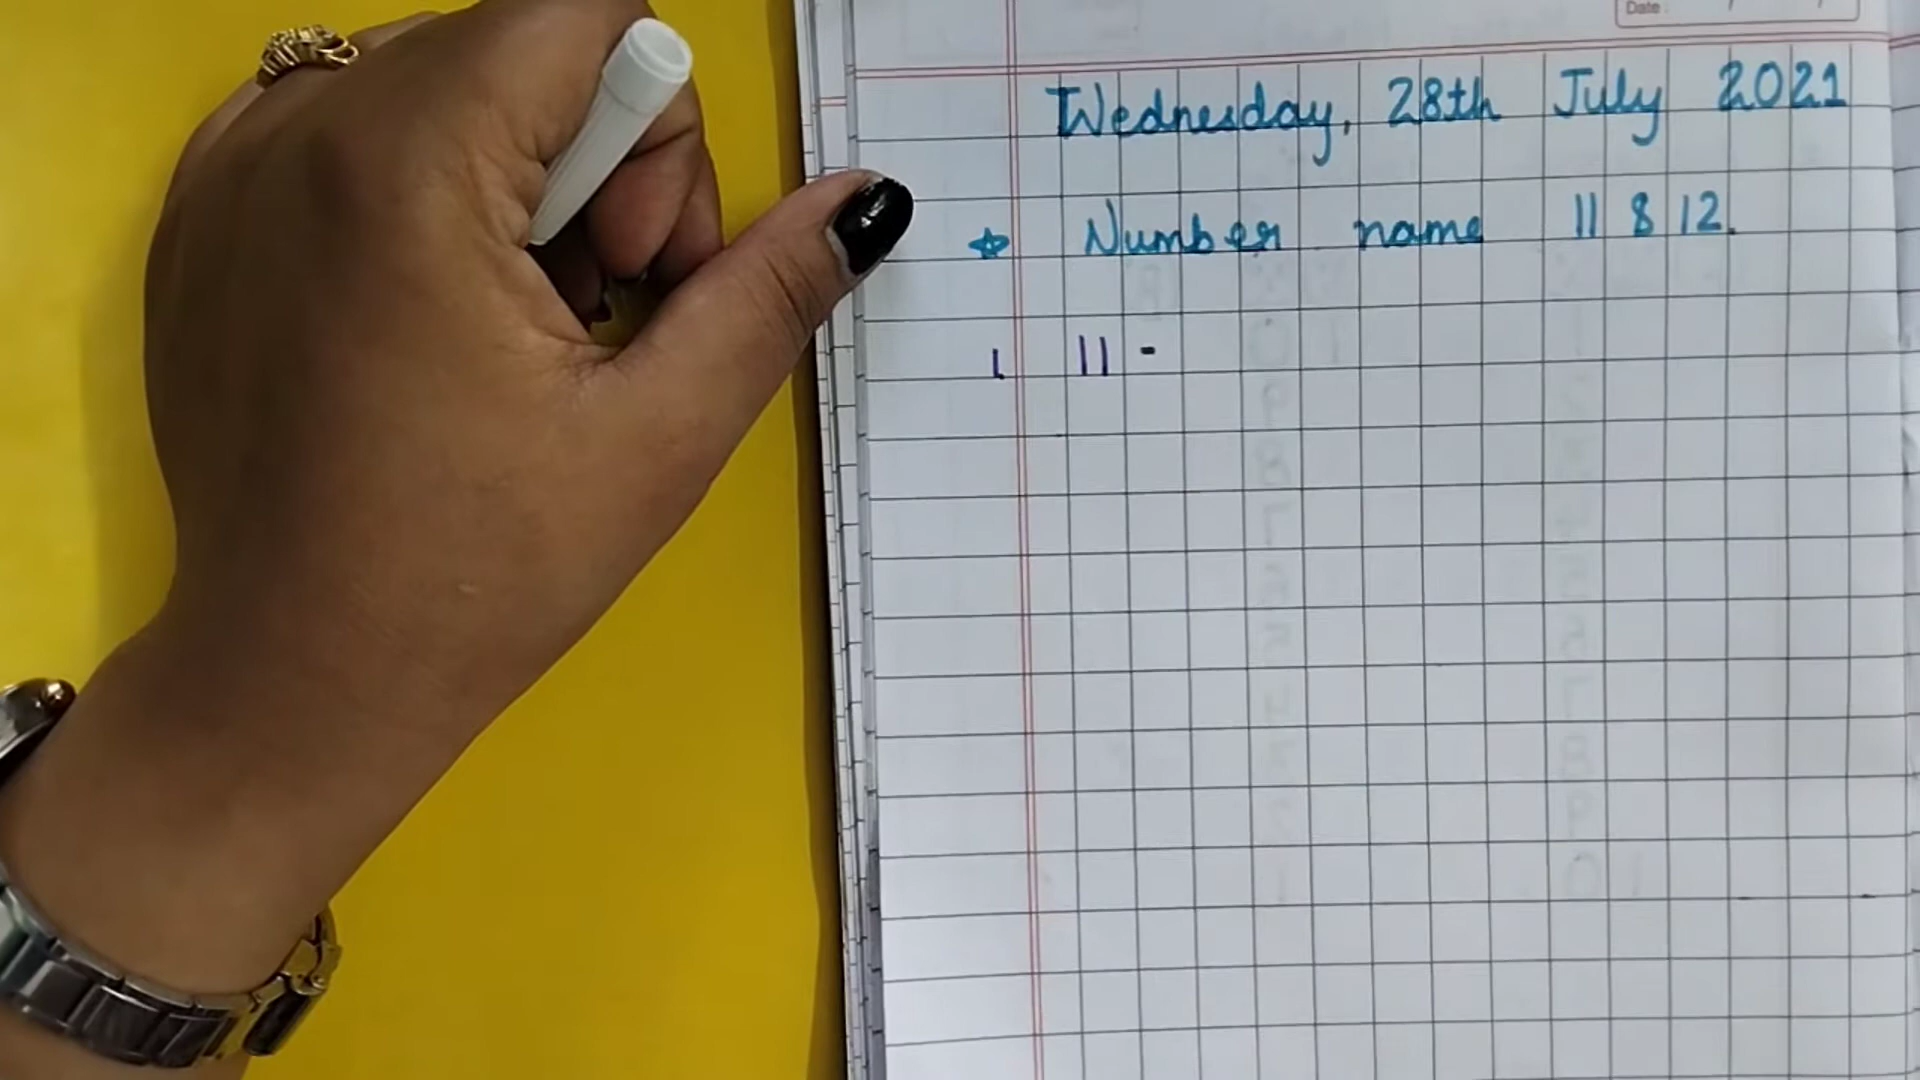 Date :
Wednesday, 28th July 2021
☆ Number name 11 & 12.
1. 11 -